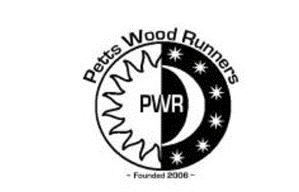 Petts Wood Runners
PWR
~ Founded 2006 ~